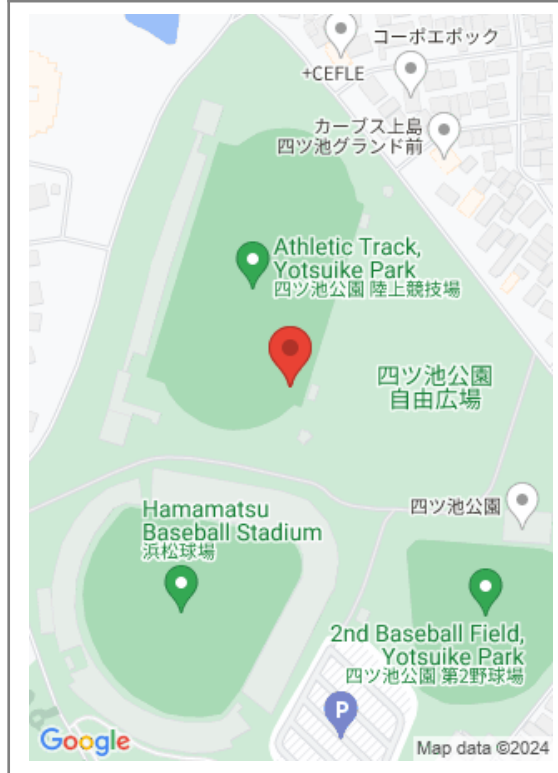 コーポエポック
+CEFLE
カーブス上島
四ツ池グランド前
Athletic Track,
Yotsuike Park
四ツ池公園 陸上競技場
四ツ池公園
自由広場
四ツ池公園
Hamamatsu
Baseball Stadium
浜松球場
2nd Baseball Field,
Yotsuike Park
四ツ池公園 第2野球場
P
Google
Map data ©2024